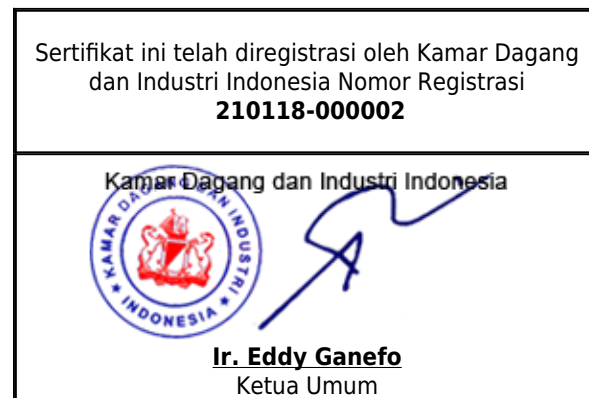 Sertifikat ini telah diregistrasi oleh Kamar Dagang
dan Industri Indonesia Nomor Registrasi
210118-000002
Kamar Dagang dan Industri Indonesia
KAMAR DAGANG DAN INDUSTRI
INDONESIA
Ir. Eddy Ganefo
Ketua Umum